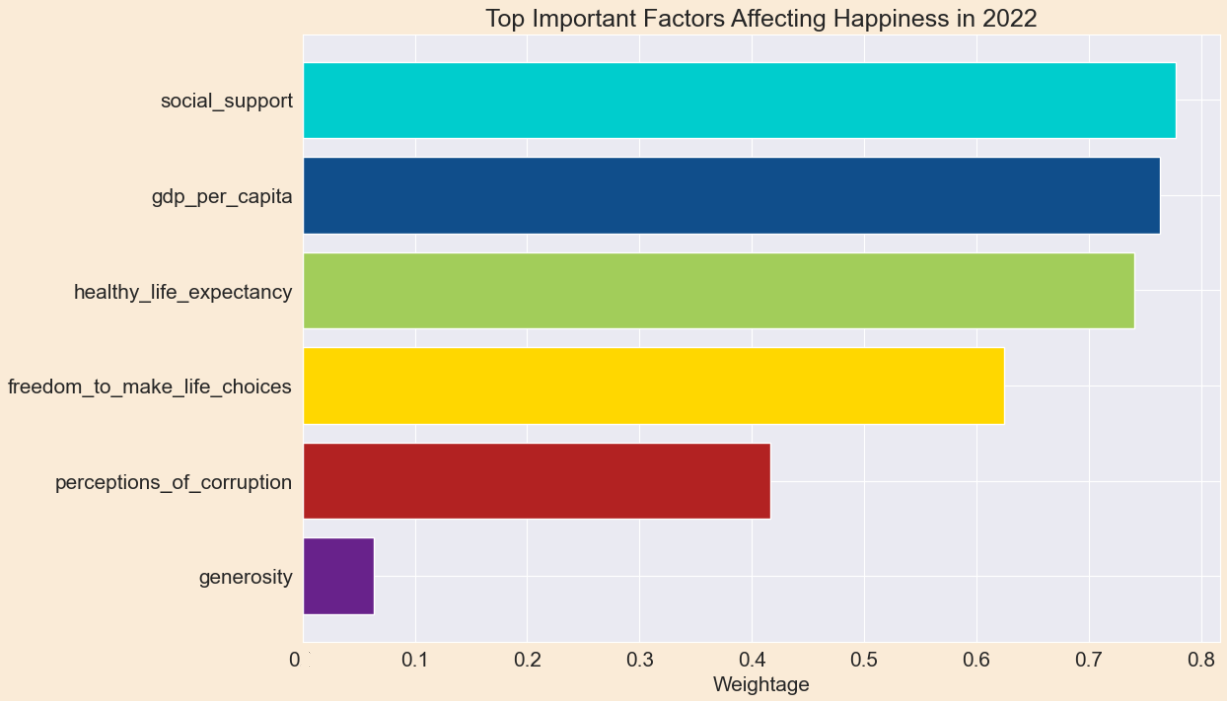 Top Important Factors Affecting Happiness in 2022
social_support
gdp_per_capita
healthy_life_expectancy
freedom_to_make_life_choices
perceptions_of_corruption
generosity
0 0.1 0.2 0.3 0.4 0.5 0.6 0.7 0.8
Weightage